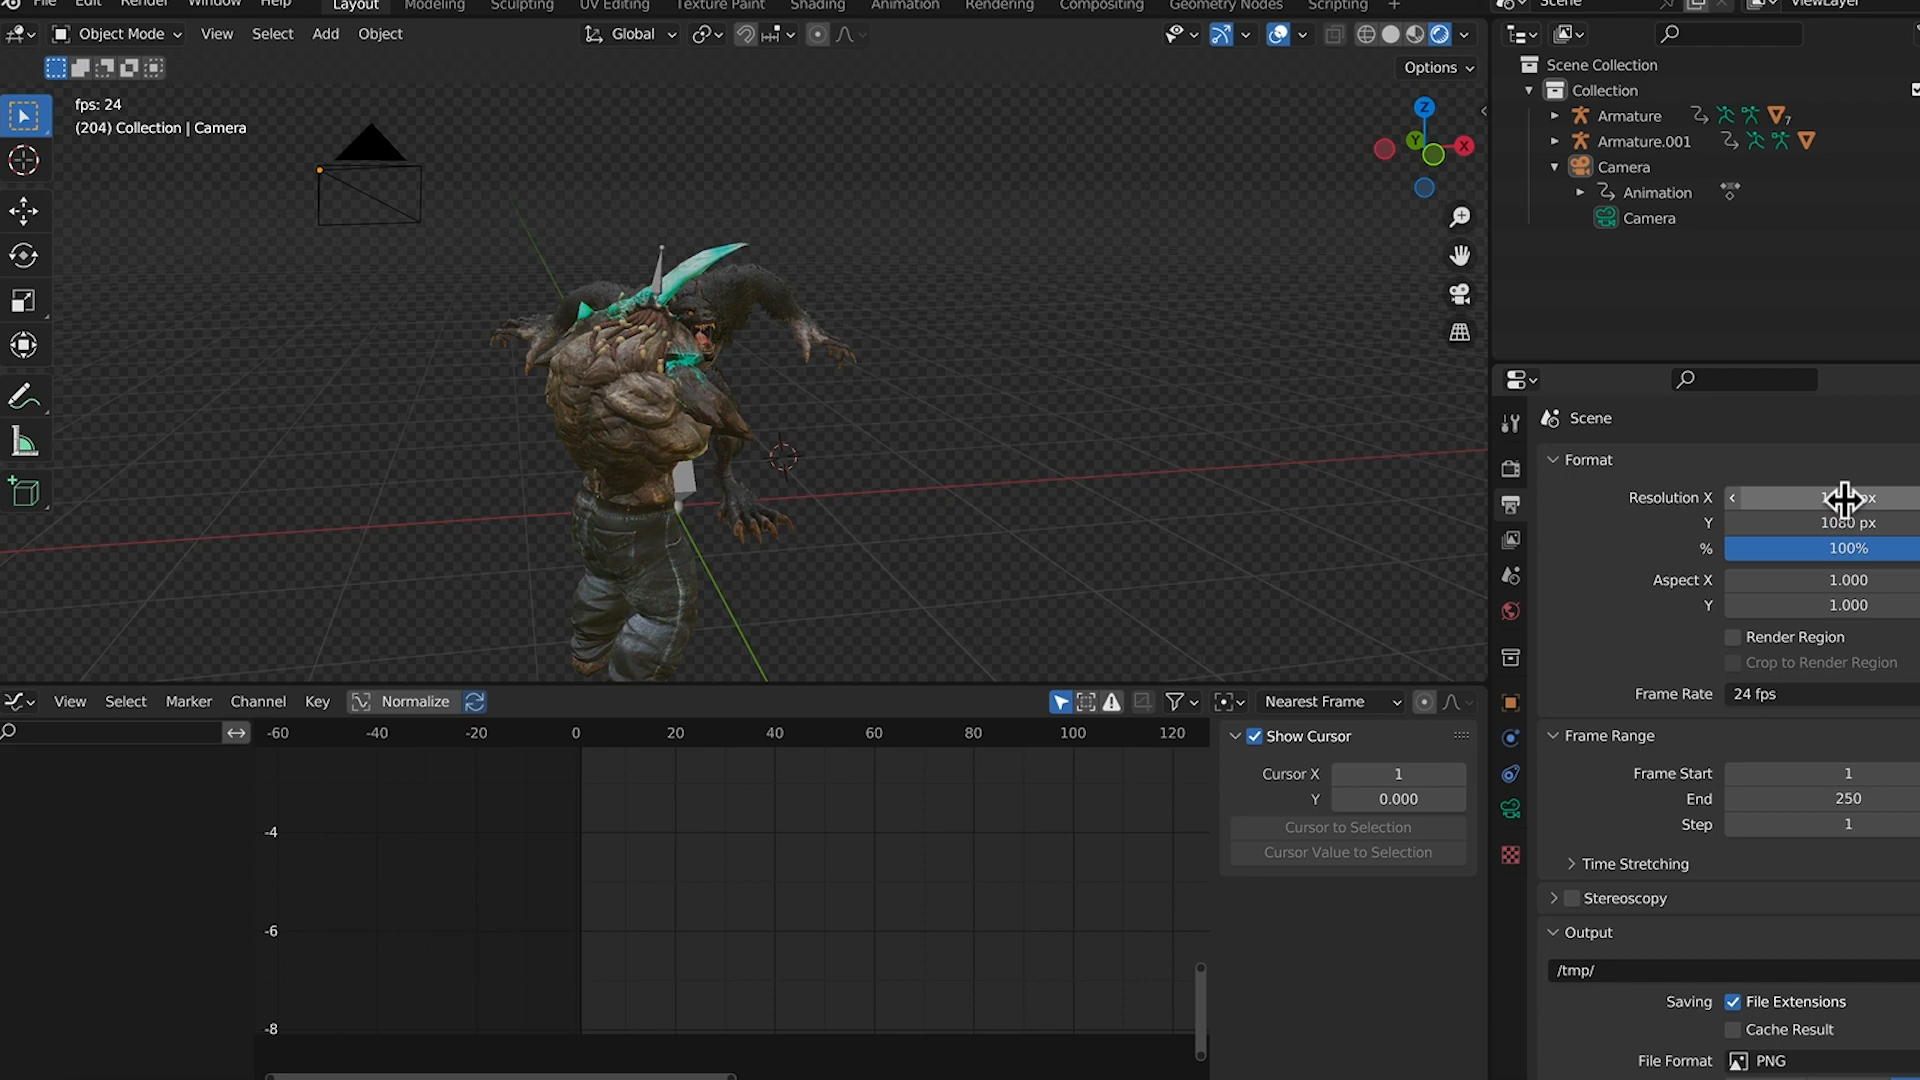 File Edit Render Window Help Layout Modeling Sculpting UV Editing Texture Paint Shading Animation Rendering Compositing Geometry Nodes Scripting + Scene ViewLayer
Object Mode View Select Add Object Global
Options
fps: 24
(204) Collection | Camera
Z
Y
X
Scene Collection
Collection
Armature 7
Armature.001
Camera
Animation
Camera
Scene
Format
Resolution X
Y 1080 px
% 100%
Aspect X 1.000
Y 1.000
Render Region
Crop to Render Region
Frame Rate 24 fps
Frame Range
Frame Start 1
End 250
Step 1
Time Stretching
Stereoscopy
Output
/tmp/
Saving File Extensions
Cache Result
File Format PNG
View Select Marker Channel Key Normalize Nearest Frame
-60 -40 -20 0 20 40 60 80 100 120
-4
-6
-8
Show Cursor
Cursor X 1
Y 0.000
Cursor to Selection
Cursor Value to Selection